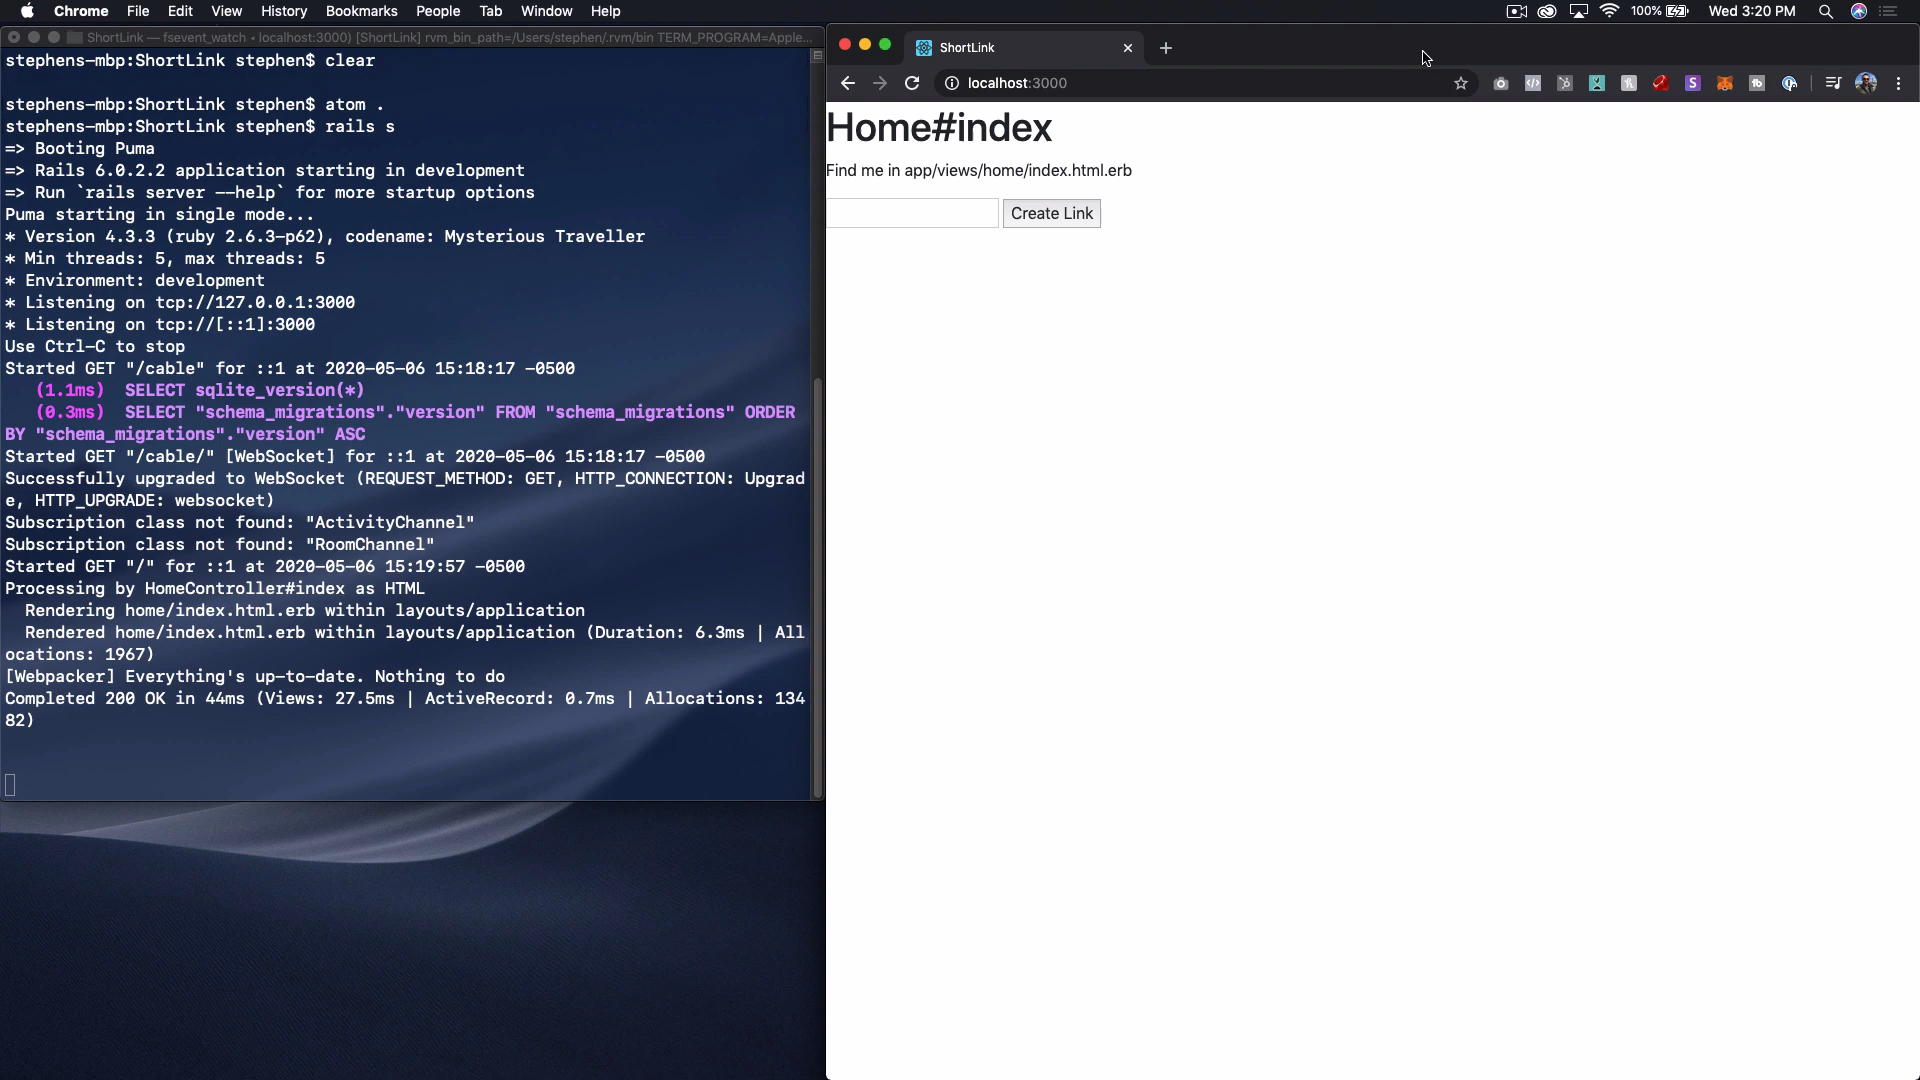 Chrome File Edit View History Bookmarks People Tab Window Help
100% Wed 3:20 PM
ShortLink — fsevent_watch • localhost:3000) [ShortLink] rvm_bin_path=/Users/stephen/.rvm/bin TERM_PROGRAM=Apple...
stephens-mbp:ShortLink stephen$ clear
stephens-mbp:ShortLink stephen$ atom .
stephens-mbp:ShortLink stephen$ rails s
=> Booting Puma
=> Rails 6.0.2.2 application starting in development
=> Run `rails server --help` for more startup options
Puma starting in single mode...
* Version 4.3.3 (ruby 2.6.3-p62), codename: Mysterious Traveller
* Min threads: 5, max threads: 5
* Environment: development
* Listening on tcp://127.0.0.1:3000
* Listening on tcp://[::1]:3000
Use Ctrl-C to stop
Started GET "/cable" for ::1 at 2020-05-06 15:18:17 -0500
(1.1ms) SELECT sqlite_version(*)
(0.3ms) SELECT "schema_migrations"."version" FROM "schema_migrations" ORDER
BY "schema_migrations"."version" ASC
Started GET "/cable/" [WebSocket] for ::1 at 2020-05-06 15:18:17 -0500
Successfully upgraded to WebSocket (REQUEST_METHOD: GET, HTTP_CONNECTION: Upgrad
e, HTTP_UPGRADE: websocket)
Subscription class not found: "ActivityChannel"
Subscription class not found: "RoomChannel"
Started GET "/" for ::1 at 2020-05-06 15:19:57 -0500
Processing by HomeController#index as HTML
Rendering home/index.html.erb within layouts/application
Rendered home/index.html.erb within layouts/application (Duration: 6.3ms | All
ocations: 1967)
[Webpacker] Everything's up-to-date. Nothing to do
Completed 200 OK in 44ms (Views: 27.5ms | ActiveRecord: 0.7ms | Allocations: 134
82)
ShortLink
localhost:3000
Home#index
Find me in app/views/home/index.html.erb
Create Link